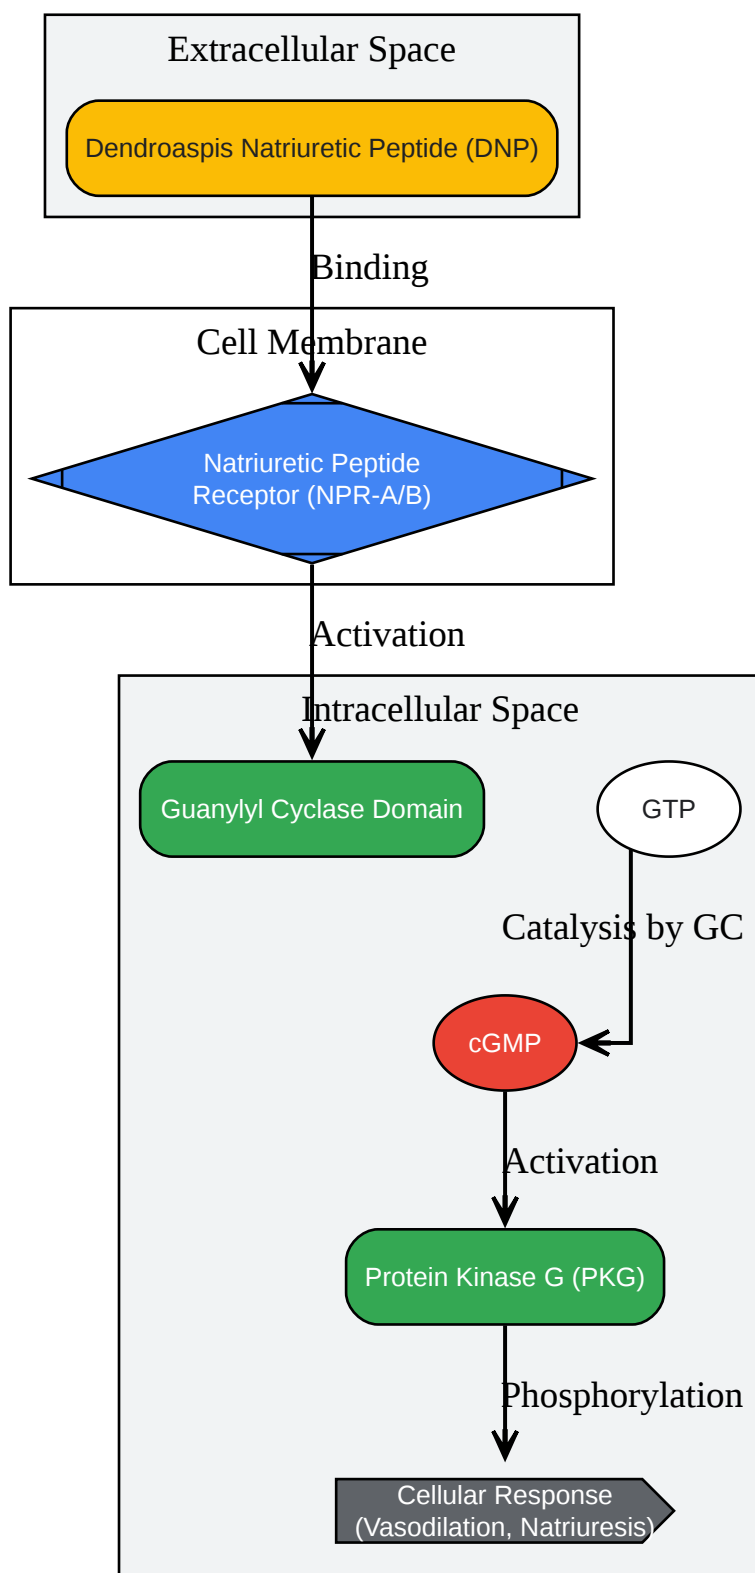 Extracellular Space
Dendroaspis Natriuretic Peptide (DNP)
Binding
Cell Membrane
Natriuretic Peptide
Receptor (NPR-A/B)
Activation
Intracellular Space
Guanylyl Cyclase Domain
GTP
Catalysis by GC
cGMP
Activation
Protein Kinase G (PKG)
Phosphorylation
Cellular Response
(Vasodilation, Natriuresis)